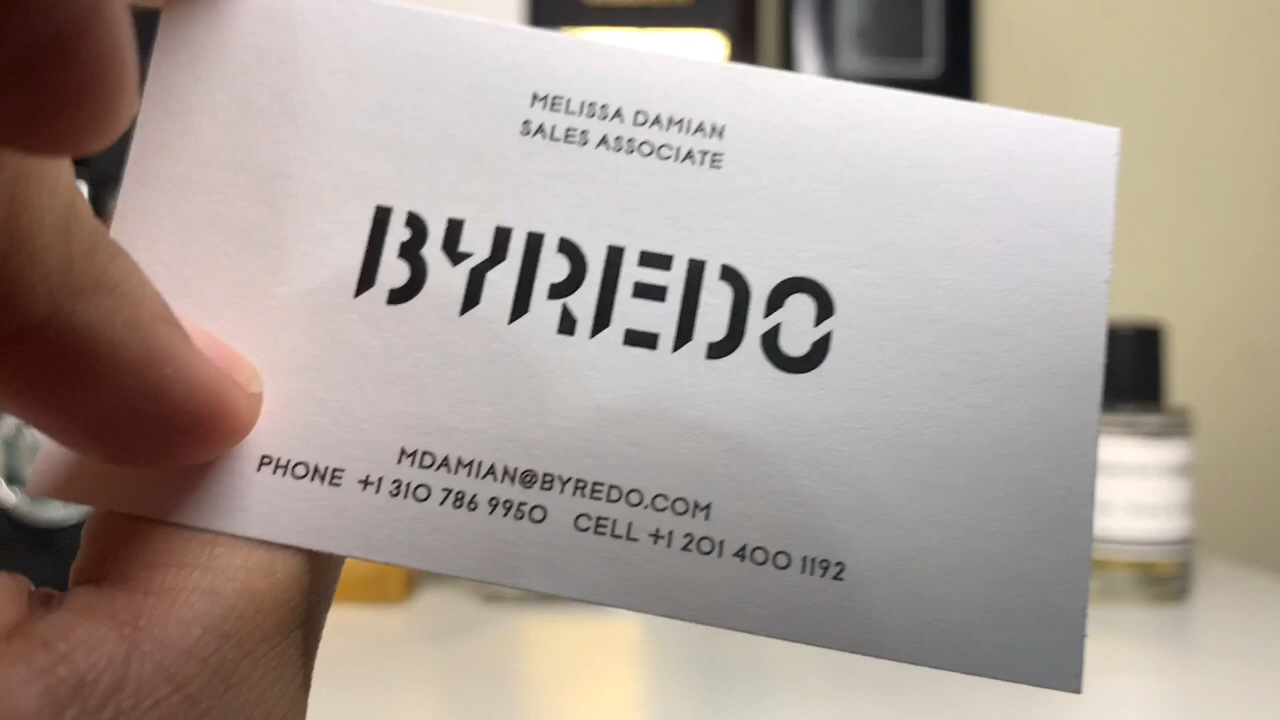 MELISSA DAMIAN
SALES ASSOCIATE
BYREDO
MDAMIAN@BYREDO.COM
PHONE +1 310 786 9950 CELL +1 201 400 1192